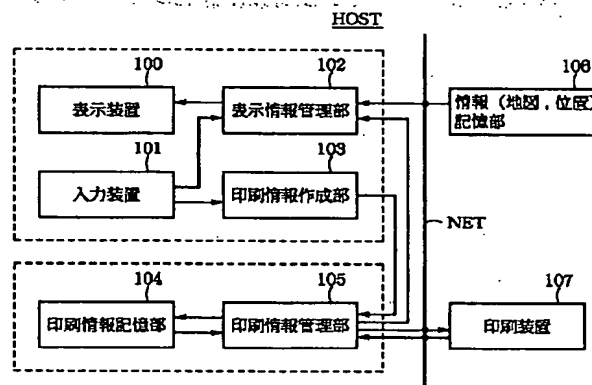 HOST
100
表示装置
102
表示情報管理部
106
情報(地図,位度)
記憶部
101
入力装置
103
印刷情報作成部
NET
104
印刷情報記憶部
105
印刷情報管理部
107
印刷装置